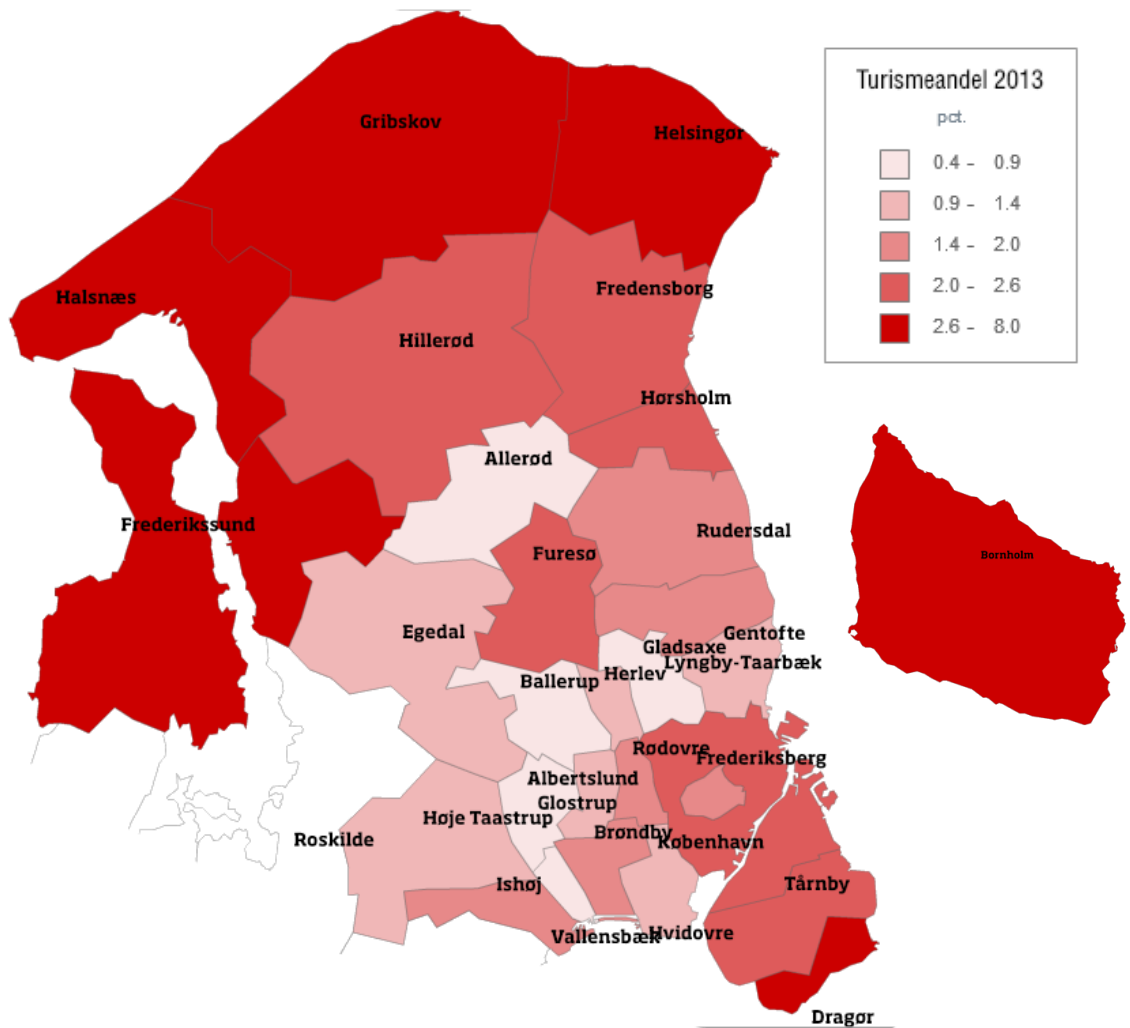 Turismeandel 2013
pct.
0.4 - 0.9
0.9 - 1.4
1.4 - 2.0
2.0 - 2.6
2.6 - 8.0
Gribskov
Helsingør
Halsnæs
Fredensborg
Hillerød
Hørsholm
Allerød
Frederikssund
Rudersdal
Furesø
Bornholm
Egedal
Gentofte
Gladsaxe
Lyngby-Taarbæk
Herlev
Ballerup
Rødovre
Frederiksberg
Albertslund
Glostrup
Høje Taastrup
Brøndby
København
Roskilde
Ishøj
Tårnby
Vallensbæk
Hvidovre
Dragør